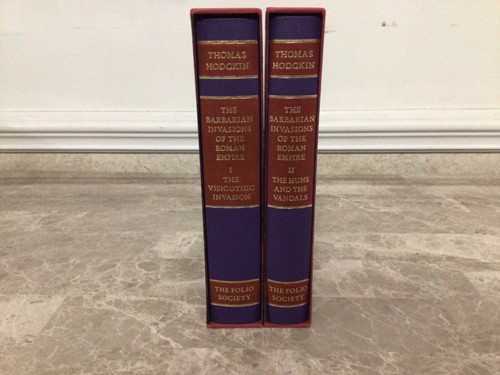 THOMAS
HODGKIN
THE
BARBARIAN
INVASIONS
OF THE
ROMAN
EMPIRE
I
THE
VISIGOTHIC
INVASION
THE FOLIO
SOCIETY
THOMAS
HODGKIN
THE
BARBARIAN
INVASIONS
OF THE
ROMAN
EMPIRE
II
THE HUNS
AND THE
VANDALS
THE FOLIO
SOCIETY